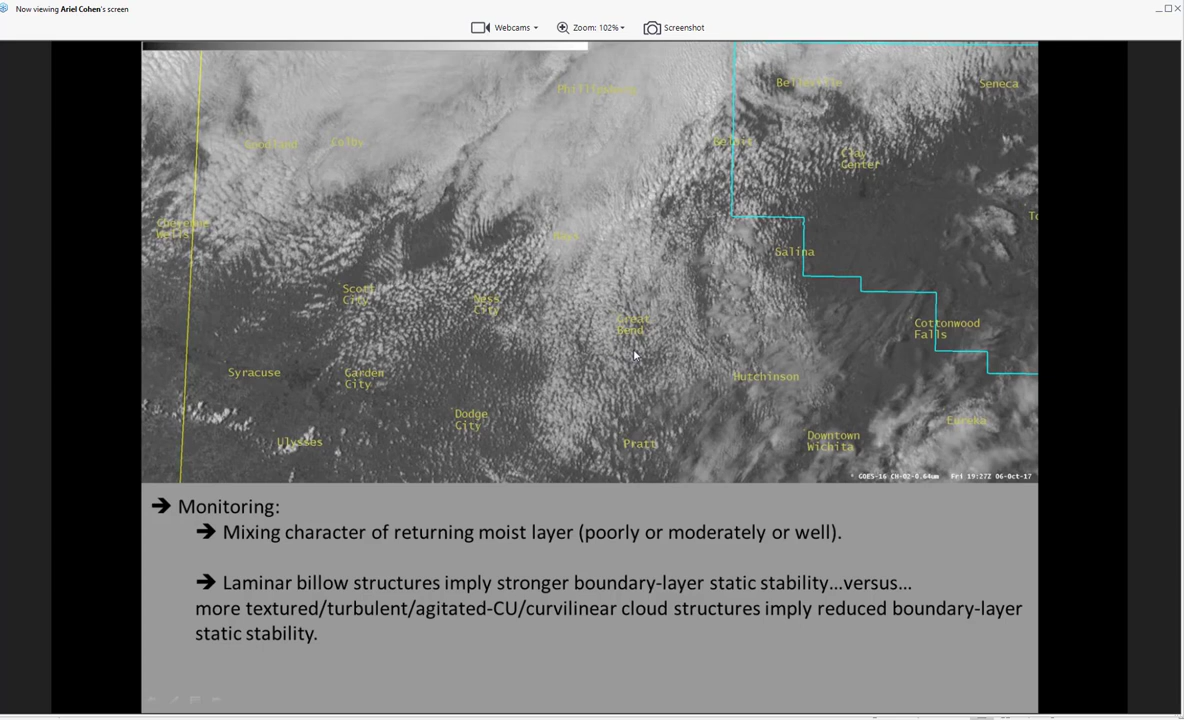 Now viewing Ariel Cohen's screen
Webcams
Zoom: 102%
Screenshot
Phillipsburg
Belleville
Seneca
Goodland
Colby
Beloit
Clay
Center
Cheyenne
Wells
Hays
Salina
Scott
City
Ness
City
Great
Bend
Cottonwood
Falls
Syracuse
Garden
City
Hutchinson
Dodge
City
Ulysses
Pratt
Downtown
Wichita
Eureka
GOES-16 CH-02-0.64um Fri 19:27Z 06-Oct-17
➔ Monitoring:
➔ Mixing character of returning moist layer (poorly or moderately or well).
➔ Laminar billow structures imply stronger boundary-layer static stability...versus...
more textured/turbulent/agitated-CU/curvilinear cloud structures imply reduced boundary-layer
static stability.